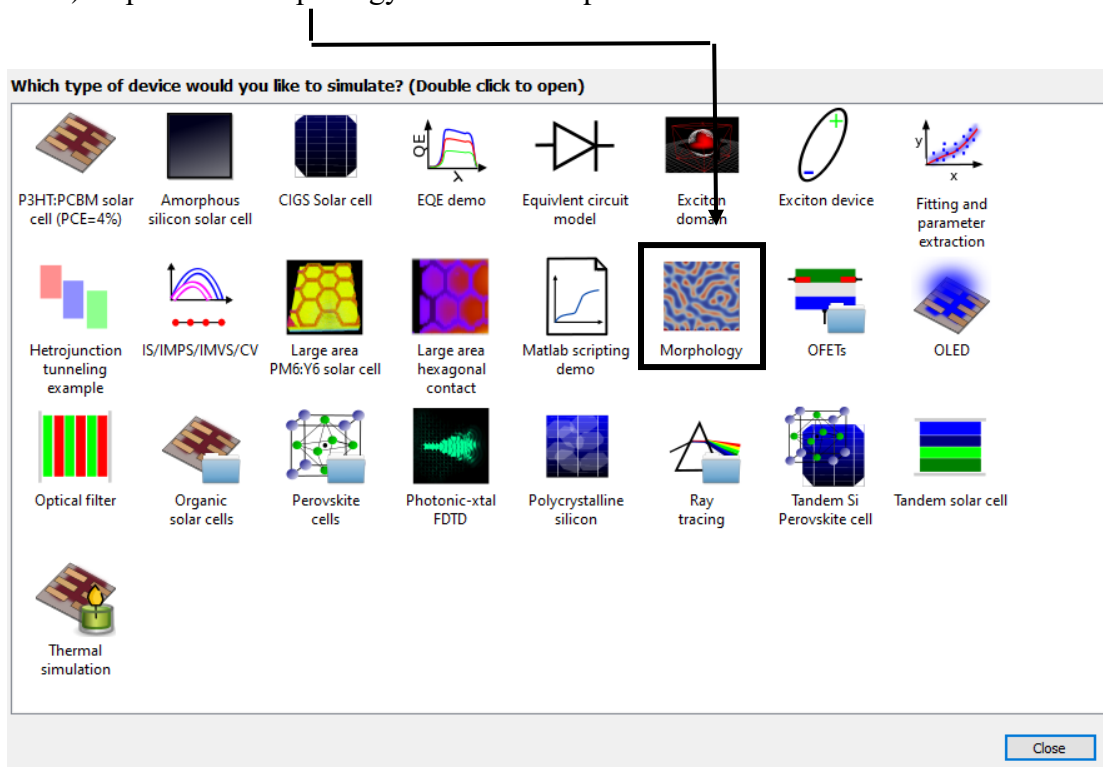 Which type of device would you like to simulate? (Double click to open)
P3HT:PCBM solar
cell (PCE=4%)
Amorphous
silicon solar cell
CIGS Solar cell
QE
λ
EQE demo
Equivlent circuit
model
Exciton
domain
+
-
Exciton device
y
x
Fitting and
parameter
extraction
Hetrojunction
tunneling
example
IS/IMPS/IMVS/CV
Large area
PM6:Y6 solar cell
Large area
hexagonal
contact
Matlab scripting
demo
Morphology
OFETs
OLED
Optical filter
Organic
solar cells
Perovskite
cells
Photonic-xtal
FDTD
Polycrystalline
silicon
Ray
tracing
Tandem Si
Perovskite cell
Tandem solar cell
Thermal
simulation
Close